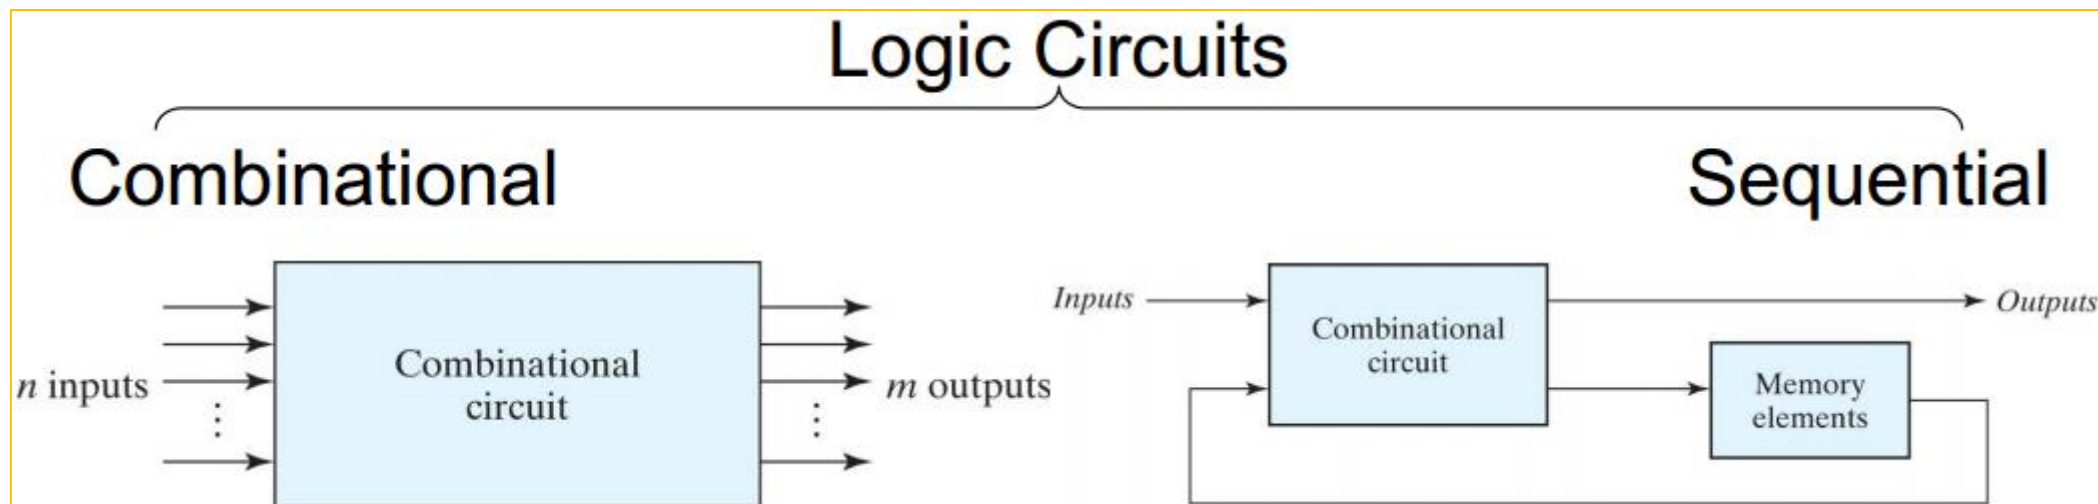 Logic Circuits
Combinational
Sequential
n inputs
Combinational
circuit
m outputs
Inputs
Combinational
circuit
Outputs
Memory
elements